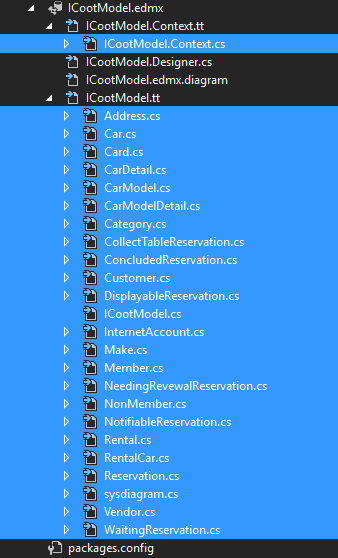 ICootModel.edmx
ICootModel.Context.tt
ICootModel.Context.cs
ICootModel.Designer.cs
ICootModel.edmx.diagram
ICootModel.tt
Address.cs
Car.cs
Card.cs
CarDetail.cs
CarModel.cs
CarModelDetail.cs
Category.cs
CollectTableReservation.cs
ConcludedReservation.cs
Customer.cs
DisplayableReservation.cs
ICootModel.cs
InternetAccount.cs
Make.cs
Member.cs
NeedingRevewalReservation.cs
NonMember.cs
NotifiableReservation.cs
Rental.cs
RentalCar.cs
Reservation.cs
sysdiagram.cs
Vendor.cs
WaitingReservation.cs
packages.config